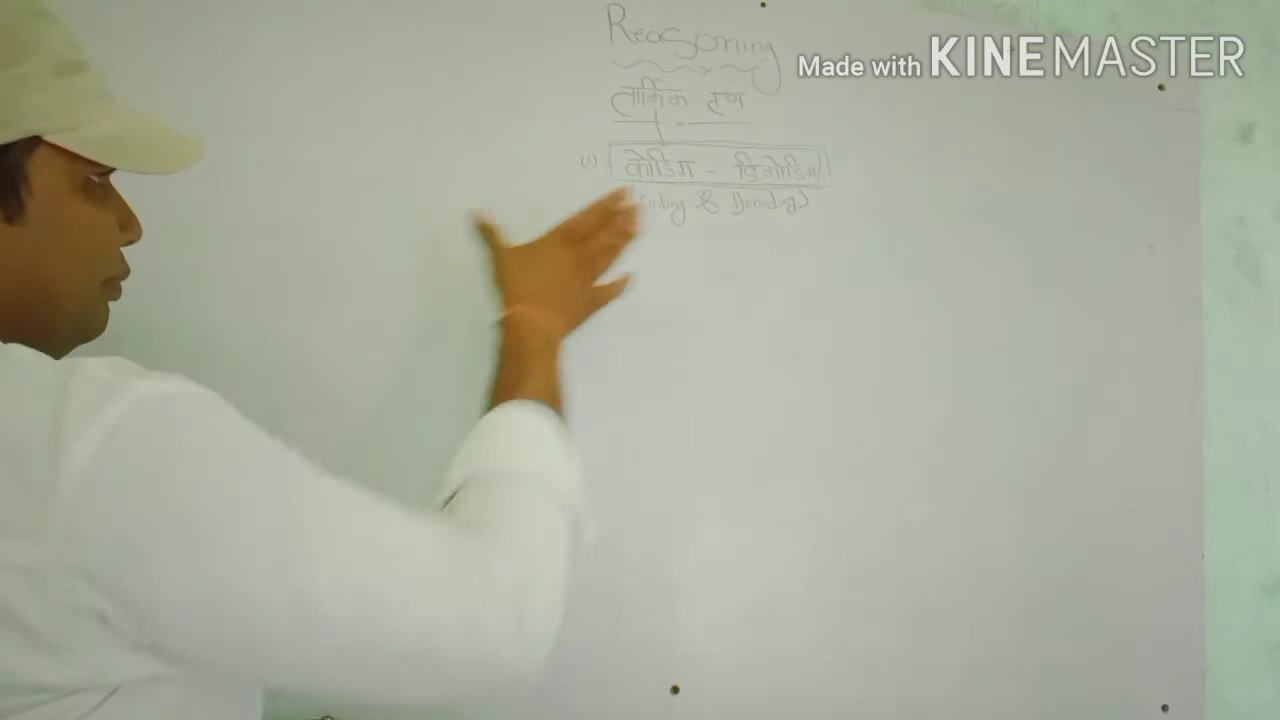 Reasoning
Made with KINEMASTER
तार्किक
(1) कोडिंग - डिकोडिंग
Coding & Decoding)